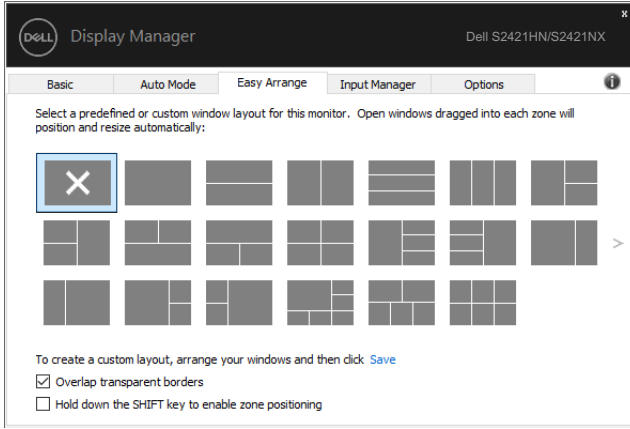 x
DELL Display Manager Dell S2421HN/S2421NX
Basic Auto Mode Easy Arrange Input Manager Options i
Select a predefined or custom window layout for this monitor. Open windows dragged into each zone will
position and resize automatically:
>
To create a custom layout, arrange your windows and then click Save
Overlap transparent borders
Hold down the SHIFT key to enable zone positioning